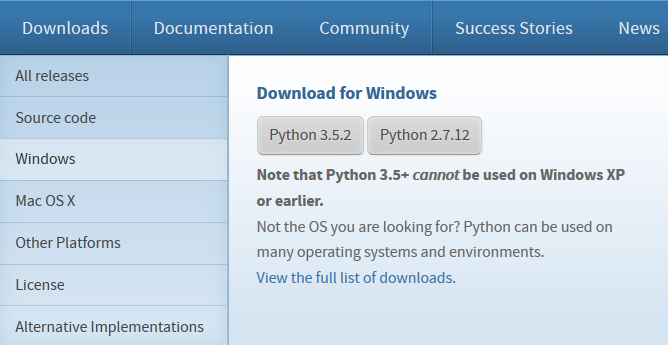 Downloads Documentation Community Success Stories News
All releases
Source code
Windows
Mac OS X
Other Platforms
License
Alternative Implementations
Download for Windows
Python 3.5.2 Python 2.7.12
Note that Python 3.5+ cannot be used on Windows XP
or earlier.
Not the OS you are looking for? Python can be used on
many operating systems and environments.
View the full list of downloads.